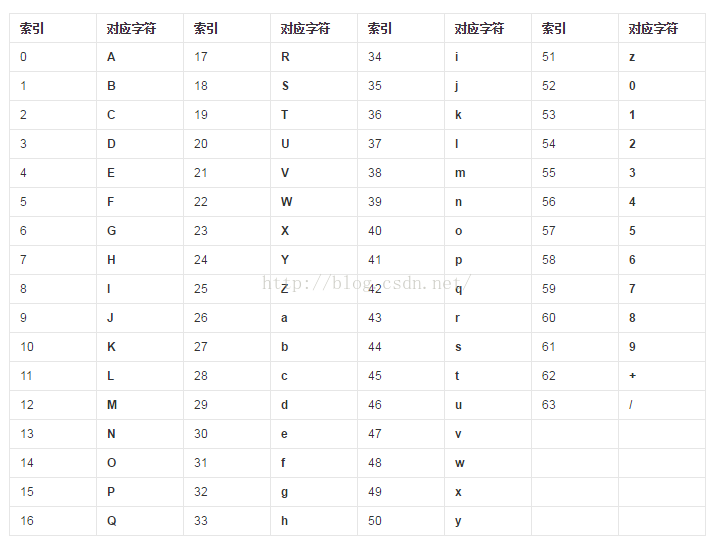 索引 对应字符 索引 对应字符 索引 对应字符 索引 对应字符
0 A 17 R 34 i 51 z
1 B 18 S 35 j 52 0
2 C 19 T 36 k 53 1
3 D 20 U 37 l 54 2
4 E 21 V 38 m 55 3
5 F 22 W 39 n 56 4
6 G 23 X 40 o 57 5
7 H 24 Y 41 p 58 6
http://blog.csdn.net/
8 I 25 Z 42 q 59 7
9 J 26 a 43 r 60 8
10 K 27 b 44 s 61 9
11 L 28 c 45 t 62 +
12 M 29 d 46 u 63 /
13 N 30 e 47 v
14 O 31 f 48 w
15 P 32 g 49 x
16 Q 33 h 50 y